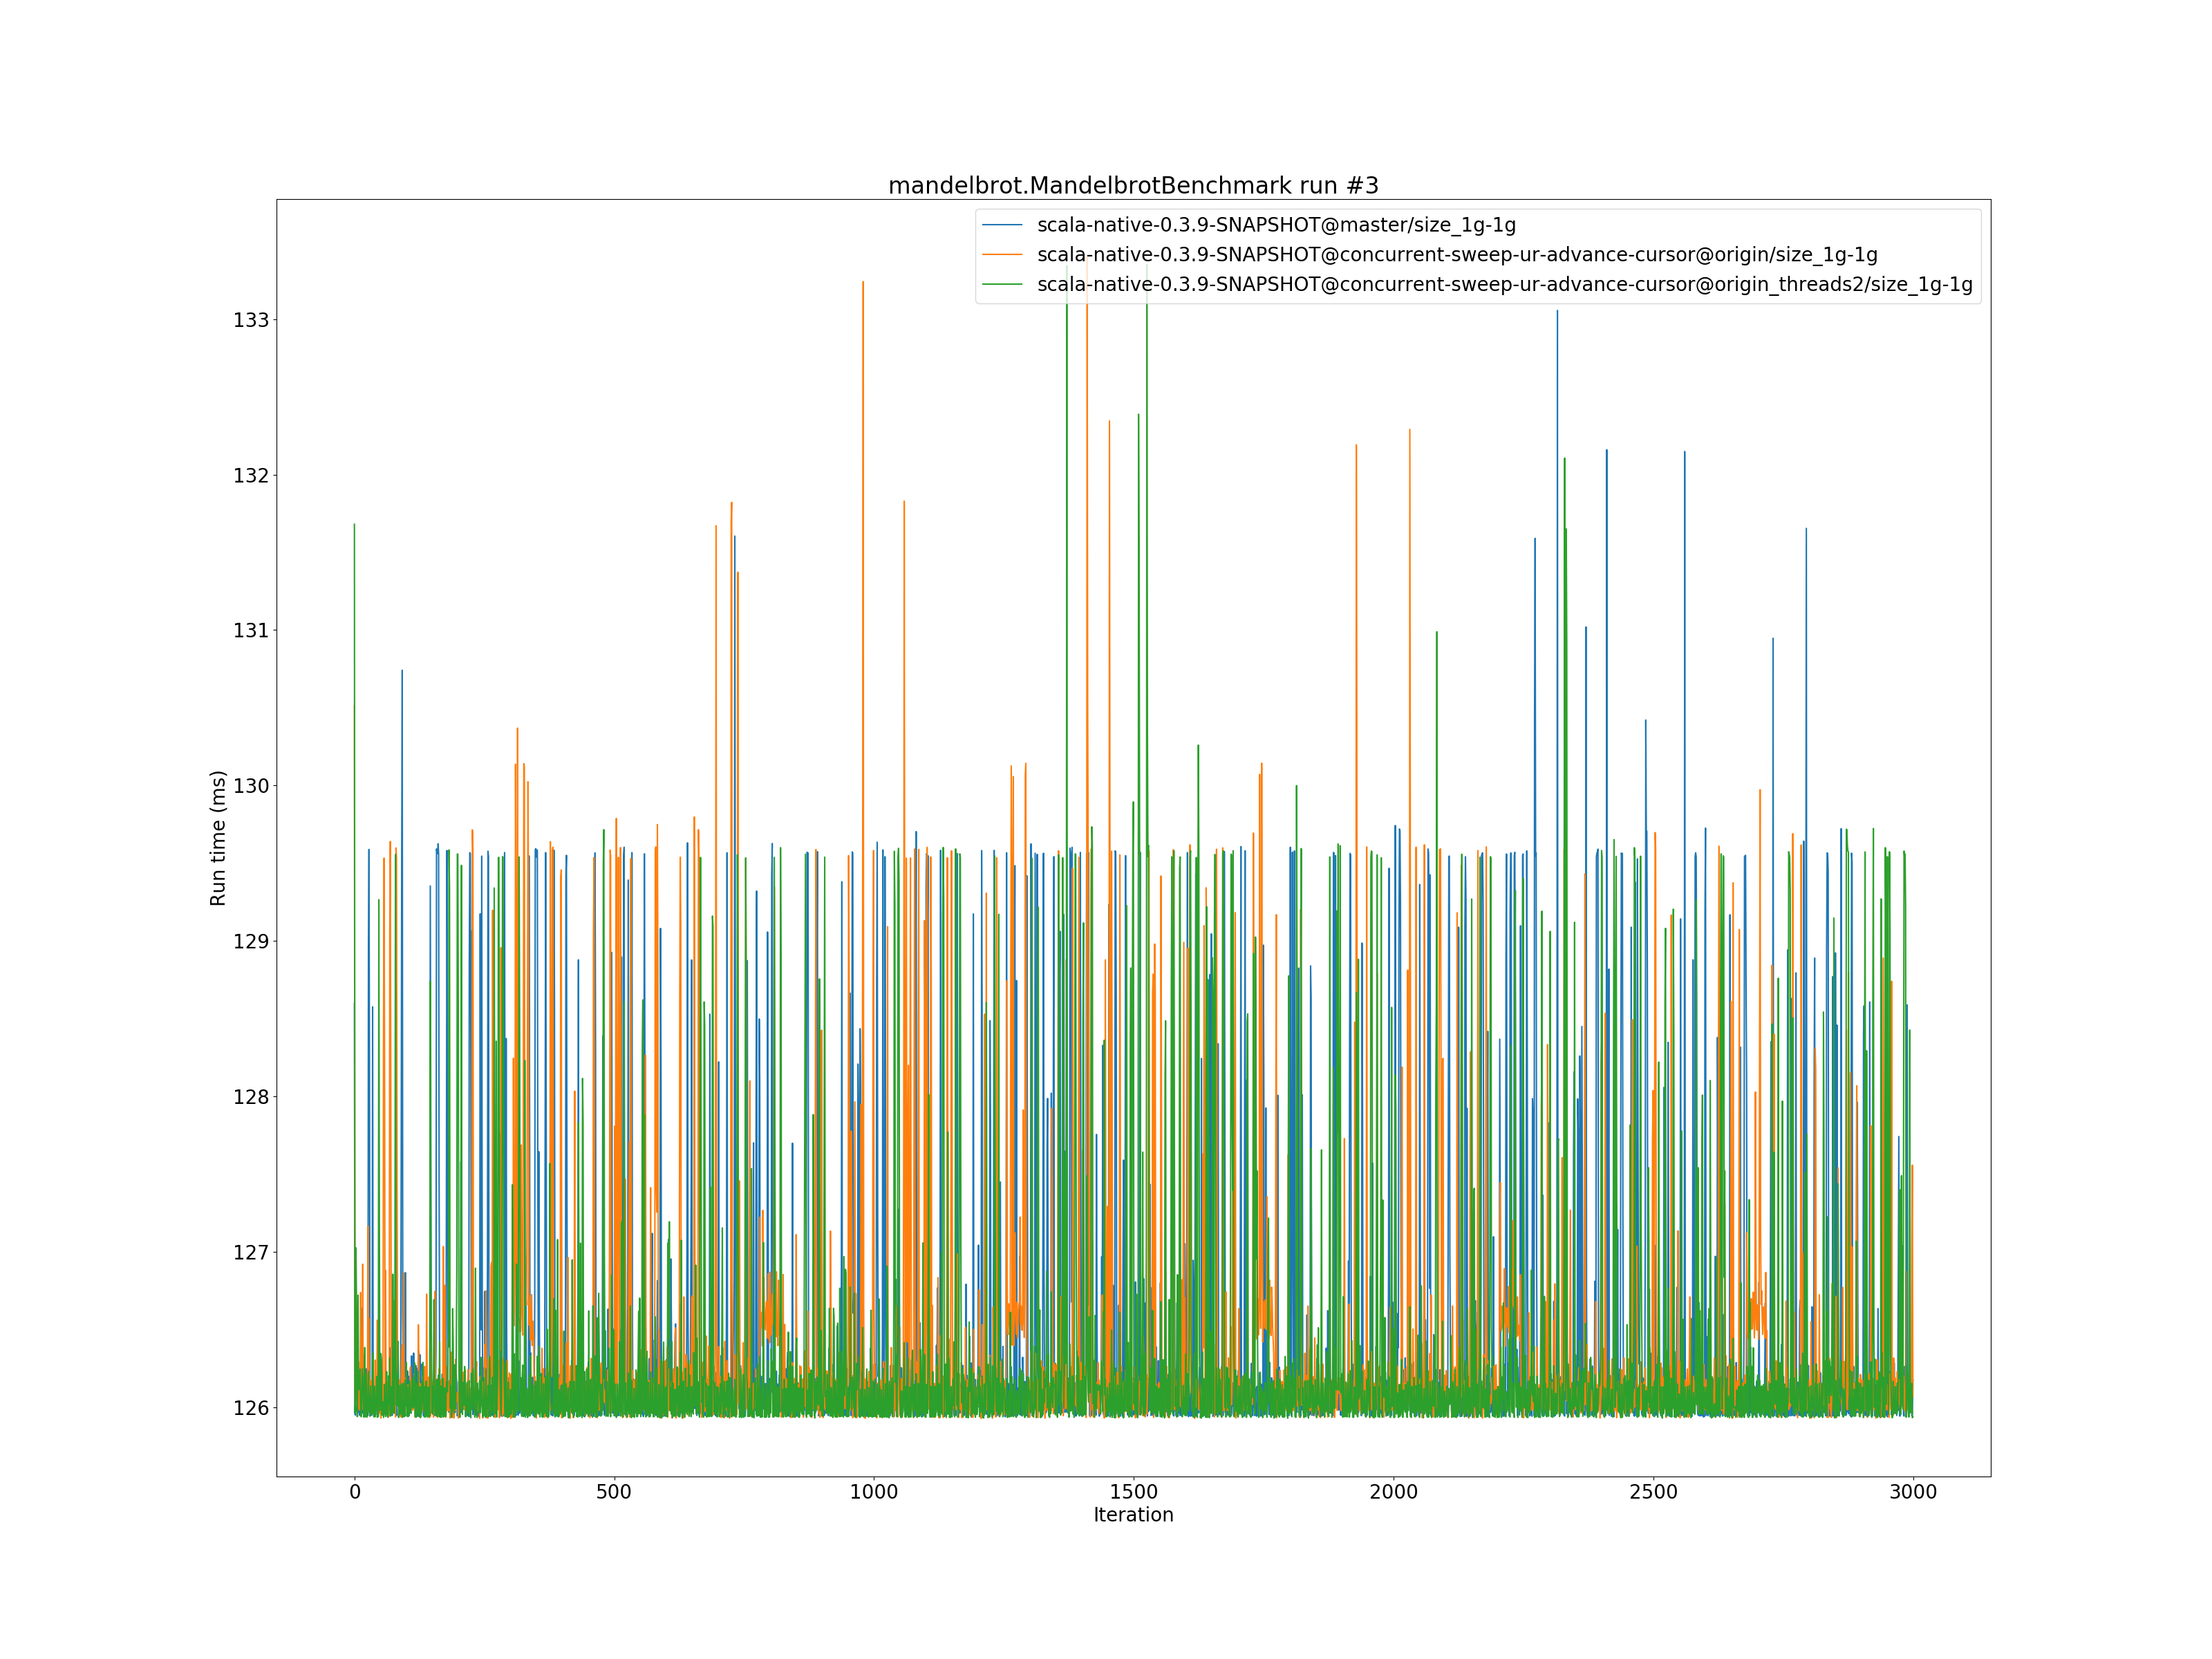 mandelbrot.MandelbrotBenchmark run #3
scala-native-0.3.9-SNAPSHOT@master/size_1g-1g
scala-native-0.3.9-SNAPSHOT@concurrent-sweep-ur-advance-cursor@origin/size_1g-1g
scala-native-0.3.9-SNAPSHOT@concurrent-sweep-ur-advance-cursor@origin_threads2/size_1g-1g
133
132
131
130
129
128
127
126
Run time (ms)
0 500 1000 1500 2000 2500 3000
Iteration